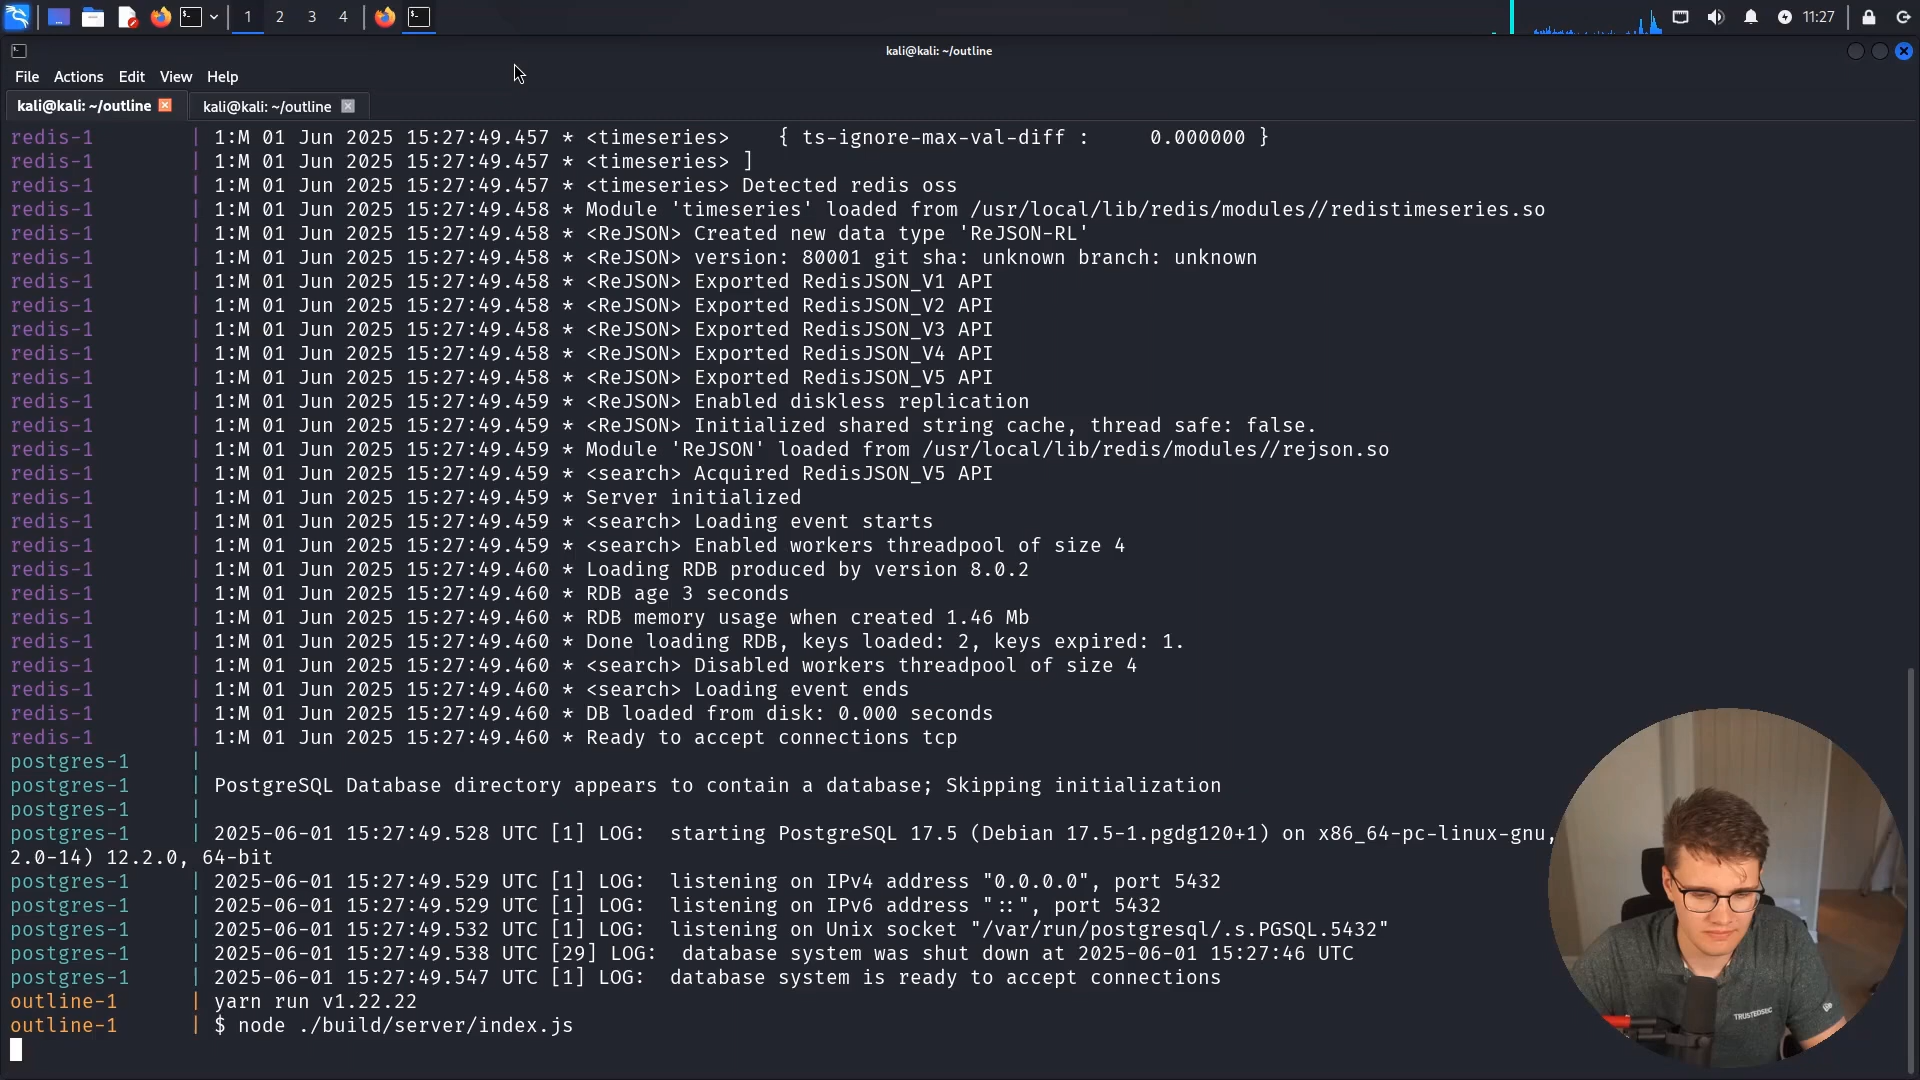 1 2 3 4 11:27
kali@kali: ~/outline
File Actions Edit View Help
kali@kali: ~/outline kali@kali: ~/outline
redis-1 | 1:M 01 Jun 2025 15:27:49.457 * <timeseries> { ts-ignore-max-val-diff : 0.000000 }
redis-1 | 1:M 01 Jun 2025 15:27:49.457 * <timeseries> ]
redis-1 | 1:M 01 Jun 2025 15:27:49.457 * <timeseries> Detected redis oss
redis-1 | 1:M 01 Jun 2025 15:27:49.458 * Module 'timeseries' loaded from /usr/local/lib/redis/modules//redistimeseries.so
redis-1 | 1:M 01 Jun 2025 15:27:49.458 * <ReJSON> Created new data type 'ReJSON-RL'
redis-1 | 1:M 01 Jun 2025 15:27:49.458 * <ReJSON> version: 80001 git sha: unknown branch: unknown
redis-1 | 1:M 01 Jun 2025 15:27:49.458 * <ReJSON> Exported RedisJSON_V1 API
redis-1 | 1:M 01 Jun 2025 15:27:49.458 * <ReJSON> Exported RedisJSON_V2 API
redis-1 | 1:M 01 Jun 2025 15:27:49.458 * <ReJSON> Exported RedisJSON_V3 API
redis-1 | 1:M 01 Jun 2025 15:27:49.458 * <ReJSON> Exported RedisJSON_V4 API
redis-1 | 1:M 01 Jun 2025 15:27:49.458 * <ReJSON> Exported RedisJSON_V5 API
redis-1 | 1:M 01 Jun 2025 15:27:49.459 * <ReJSON> Enabled diskless replication
redis-1 | 1:M 01 Jun 2025 15:27:49.459 * <ReJSON> Initialized shared string cache, thread safe: false.
redis-1 | 1:M 01 Jun 2025 15:27:49.459 * Module 'ReJSON' loaded from /usr/local/lib/redis/modules//rejson.so
redis-1 | 1:M 01 Jun 2025 15:27:49.459 * <search> Acquired RedisJSON_V5 API
redis-1 | 1:M 01 Jun 2025 15:27:49.459 * Server initialized
redis-1 | 1:M 01 Jun 2025 15:27:49.459 * <search> Loading event starts
redis-1 | 1:M 01 Jun 2025 15:27:49.459 * <search> Enabled workers threadpool of size 4
redis-1 | 1:M 01 Jun 2025 15:27:49.460 * Loading RDB produced by version 8.0.2
redis-1 | 1:M 01 Jun 2025 15:27:49.460 * RDB age 3 seconds
redis-1 | 1:M 01 Jun 2025 15:27:49.460 * RDB memory usage when created 1.46 Mb
redis-1 | 1:M 01 Jun 2025 15:27:49.460 * Done loading RDB, keys loaded: 2, keys expired: 1.
redis-1 | 1:M 01 Jun 2025 15:27:49.460 * <search> Disabled workers threadpool of size 4
redis-1 | 1:M 01 Jun 2025 15:27:49.460 * <search> Loading event ends
redis-1 | 1:M 01 Jun 2025 15:27:49.460 * DB loaded from disk: 0.000 seconds
redis-1 | 1:M 01 Jun 2025 15:27:49.460 * Ready to accept connections tcp
postgres-1 |
postgres-1 | PostgreSQL Database directory appears to contain a database; Skipping initialization
postgres-1 |
postgres-1 | 2025-06-01 15:27:49.528 UTC [1] LOG: starting PostgreSQL 17.5 (Debian 17.5-1.pgdg120+1) on x86_64-pc-linux-gnu,
2.0-14) 12.2.0, 64-bit
postgres-1 | 2025-06-01 15:27:49.529 UTC [1] LOG: listening on IPv4 address "0.0.0.0", port 5432
postgres-1 | 2025-06-01 15:27:49.529 UTC [1] LOG: listening on IPv6 address "::", port 5432
postgres-1 | 2025-06-01 15:27:49.532 UTC [1] LOG: listening on Unix socket "/var/run/postgresql/.s.PGSQL.5432"
postgres-1 | 2025-06-01 15:27:49.538 UTC [29] LOG: database system was shut down at 2025-06-01 15:27:46 UTC
postgres-1 | 2025-06-01 15:27:49.547 UTC [1] LOG: database system is ready to accept connections
outline-1 | yarn run v1.22.22
outline-1 | $ node ./build/server/index.js
TRUSTEDSEC